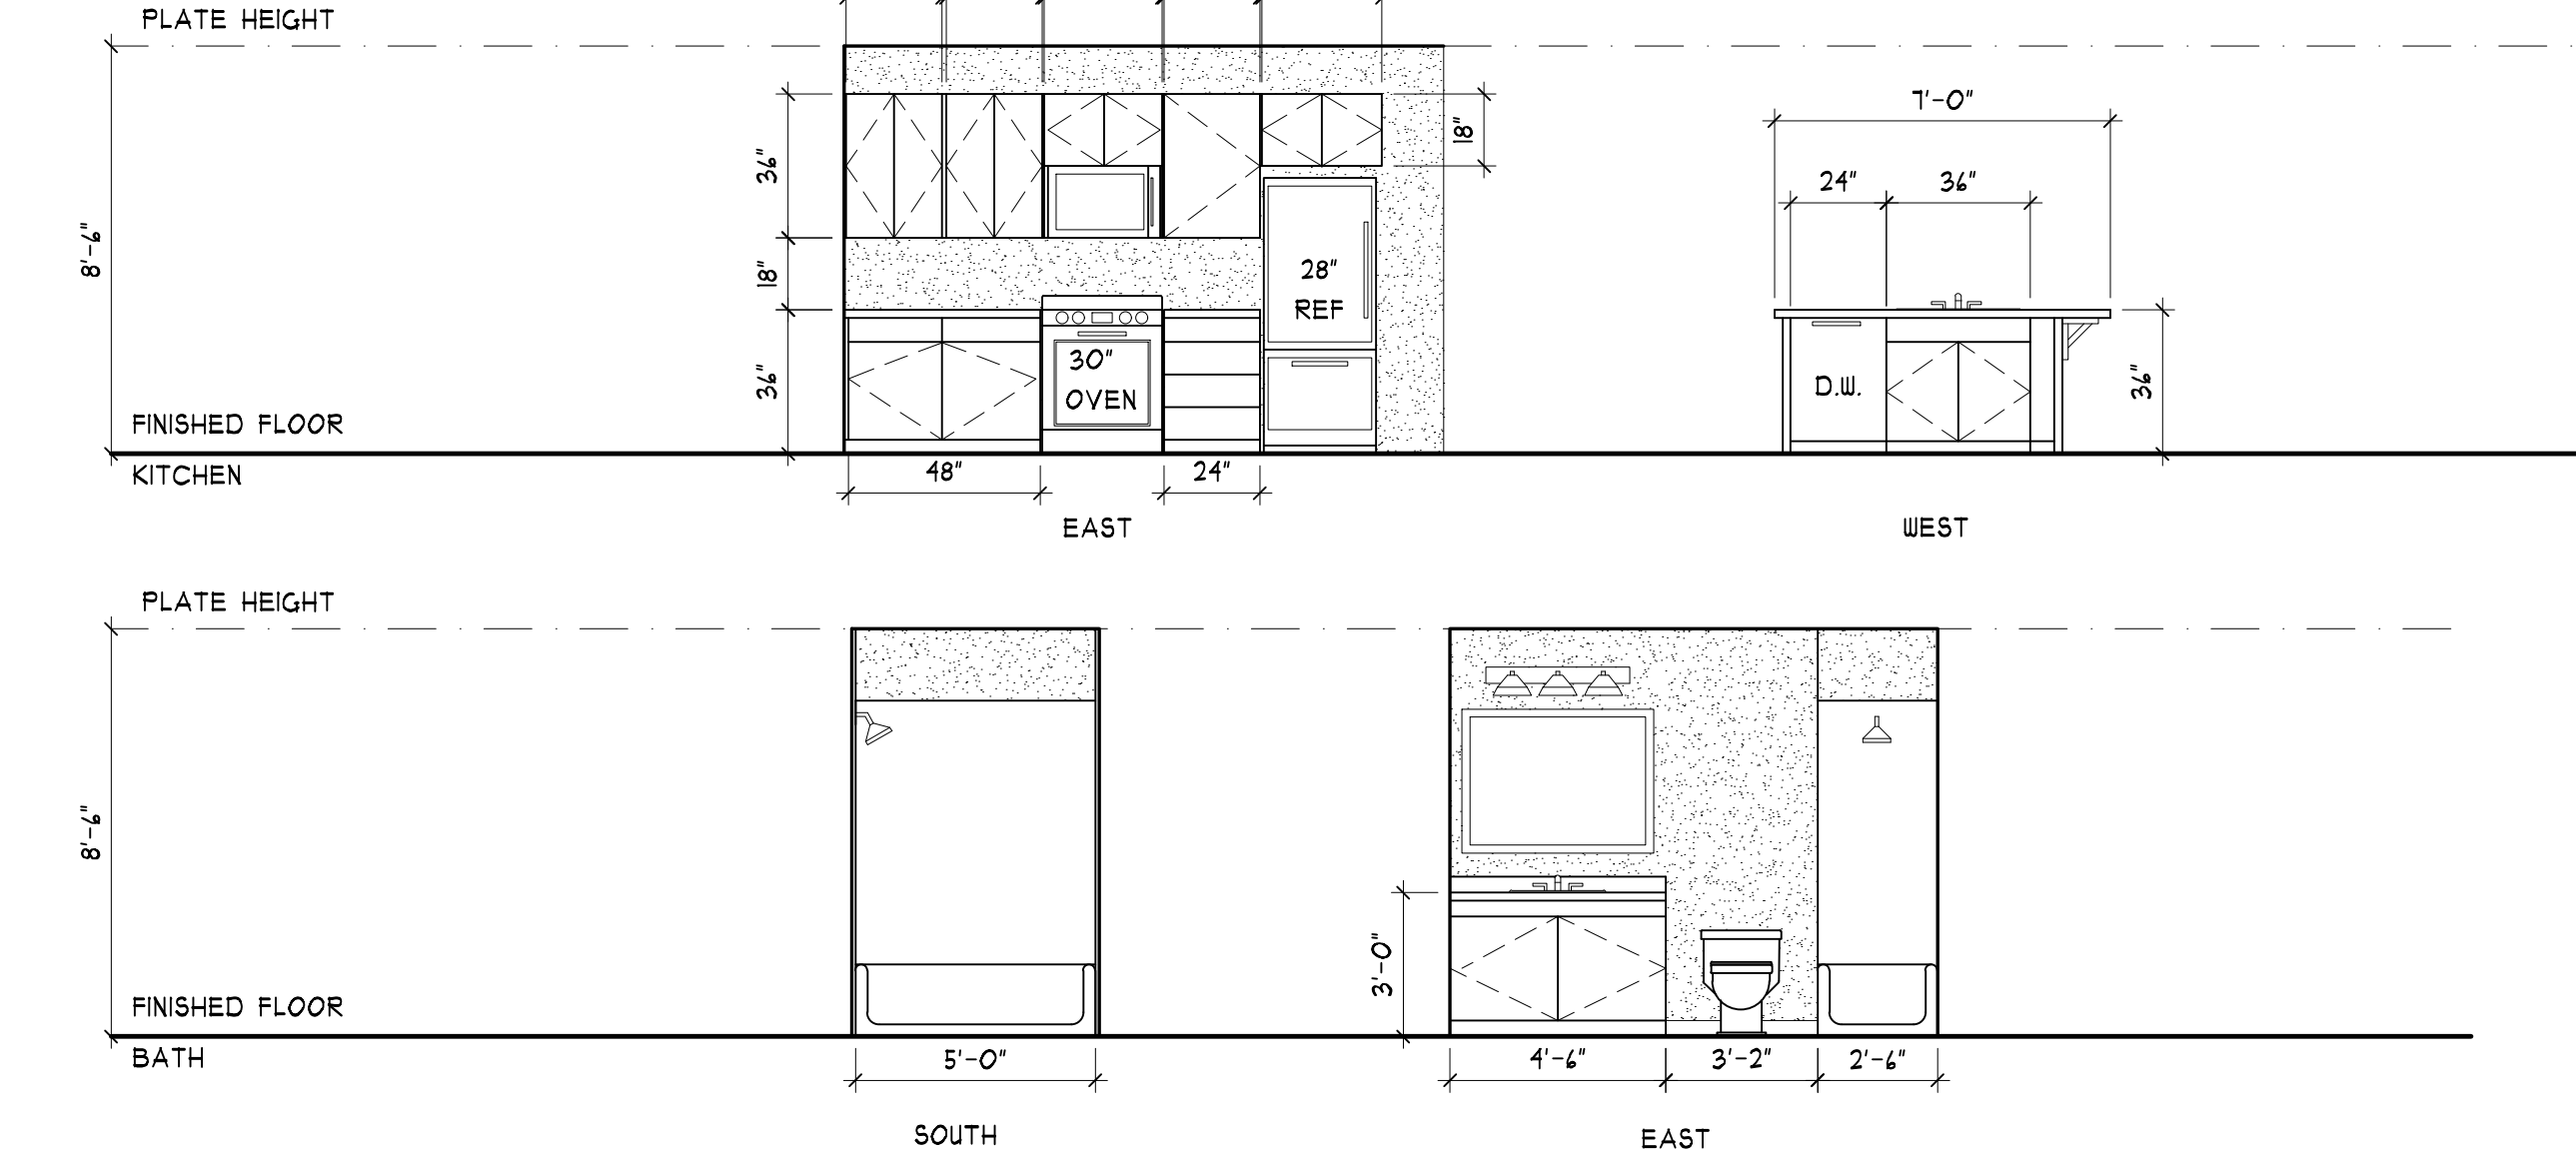 PLATE HEIGHT
7'-0"
36"
18"
24"
36"
8'-6"
18"
28"
REF
30"
OVEN
36"
D.W.
36"
FINISHED FLOOR
KITCHEN
48"
24"
EAST
WEST
PLATE HEIGHT
8'-6"
3'-0"
FINISHED FLOOR
BATH
5'-0"
4'-6"
3'-2"
2'-6"
SOUTH
EAST